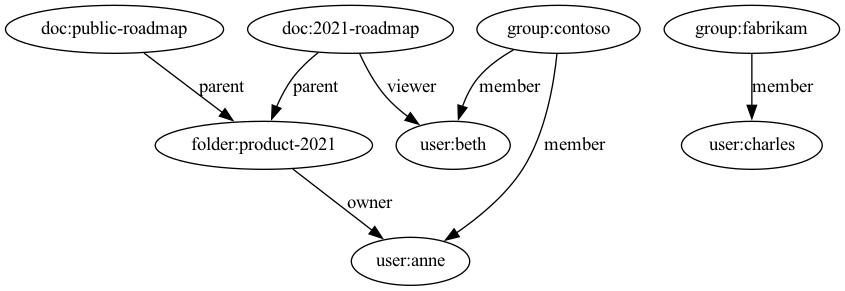 doc:public-roadmap
doc:2021-roadmap
group:contoso
group:fabrikam
parent
parent
viewer
member
member
folder:product-2021
user:beth
member
user:charles
owner
user:anne